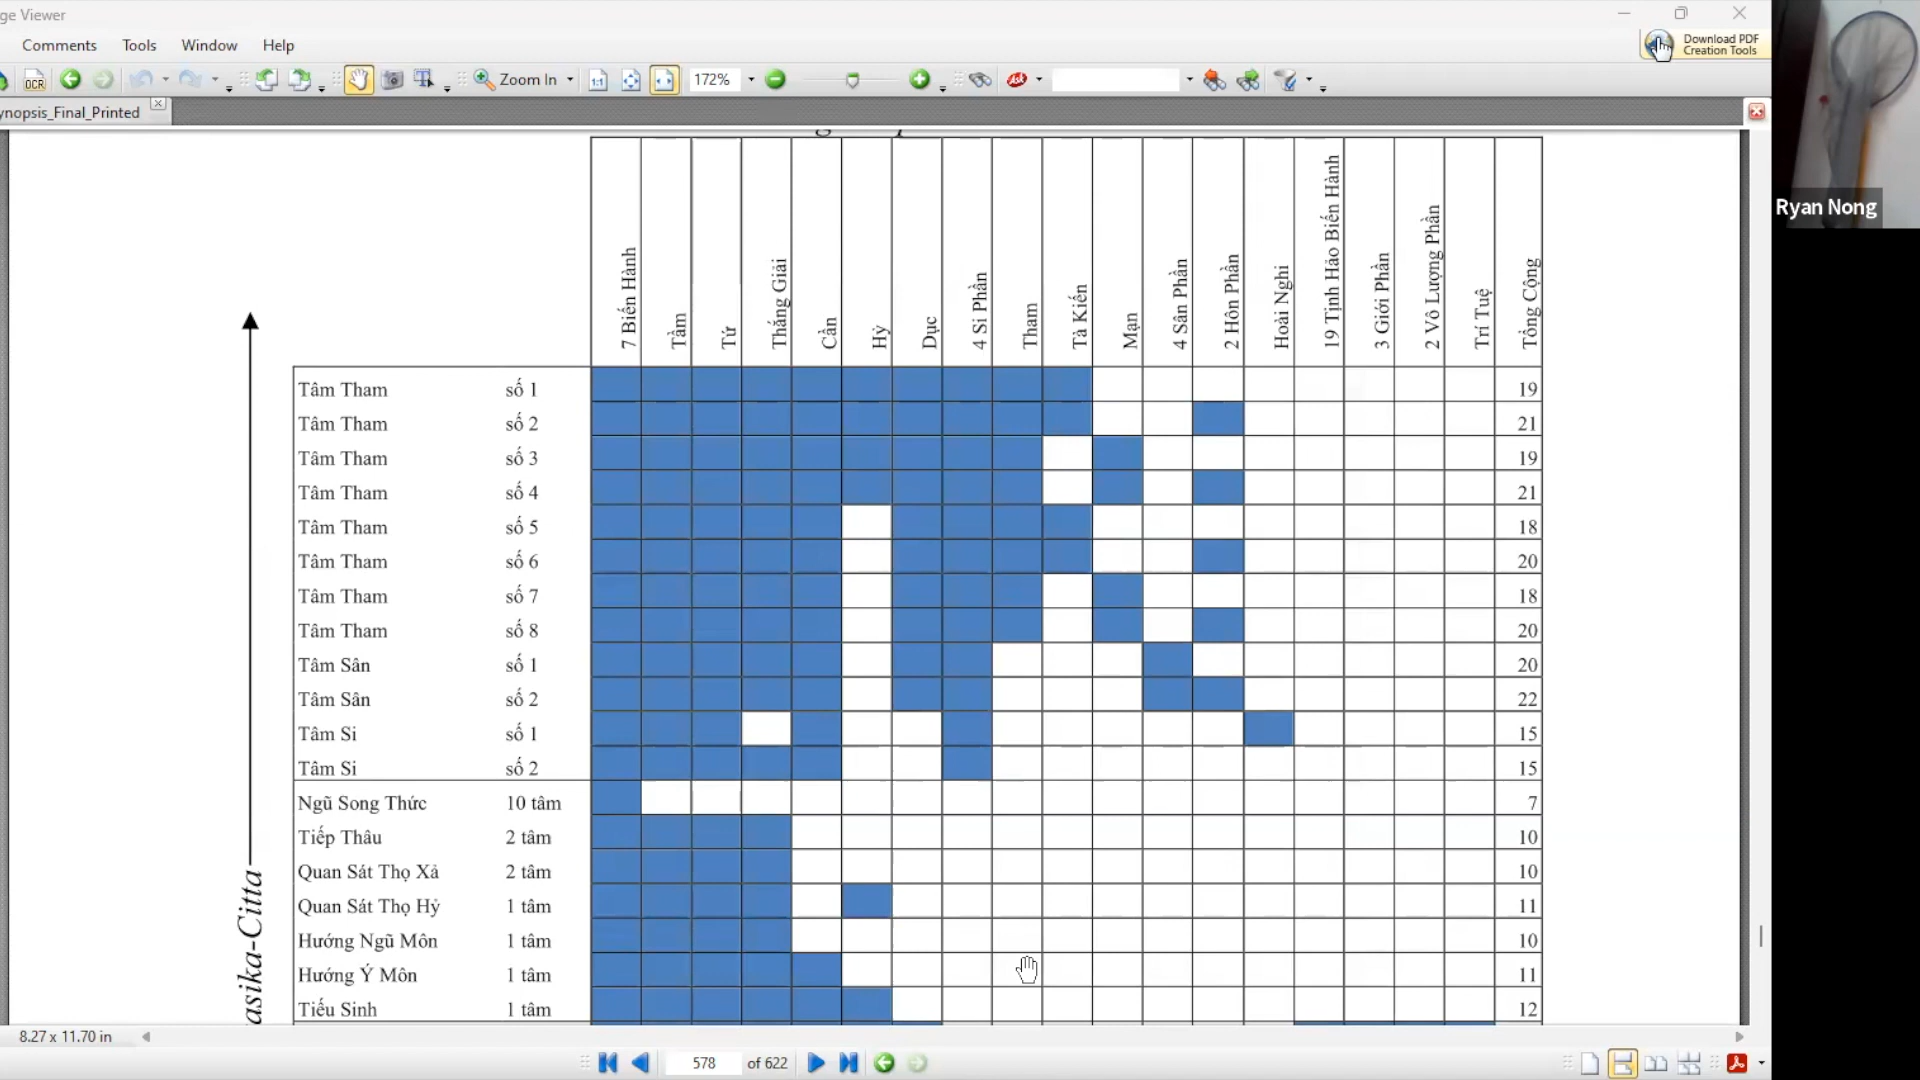 ge Viewer
Comments Tools Window Help
Download PDF
Creation Tools
OCR
Zoom In
1:1
172%
Ask
ynopsis_Final_Printed
Ryan Nong
7 Biến Hành
Tầm
Tứ
Thắng Giải
Cần
Hỷ
Dục
4 Si Phần
Tham
Tà Kiến
Mạn
4 Sân Phần
2 Hôn Phần
Hoài Nghi
19 Tịnh Hảo Biến Hành
3 Giới Phần
2 Vô Lượng Phần
Trí Tuệ
Tổng Cộng
Tâm Tham số 1 19
Tâm Tham số 2 21
Tâm Tham số 3 19
Tâm Tham số 4 21
Tâm Tham số 5 18
Tâm Tham số 6 20
Tâm Tham số 7 18
Tâm Tham số 8 20
Tâm Sân số 1 20
Tâm Sân số 2 22
Tâm Si số 1 15
Tâm Si số 2 15
Ngũ Song Thức 10 tâm 7
Tiếp Thâu 2 tâm 10
Quan Sát Thọ Xả 2 tâm 10
Quan Sát Thọ Hỷ 1 tâm 11
Hướng Ngũ Môn 1 tâm 10
Hướng Ý Môn 1 tâm 11
Tiếu Sinh 1 tâm 12
asika-Citta
8.27 x 11.70 in
578 of 622